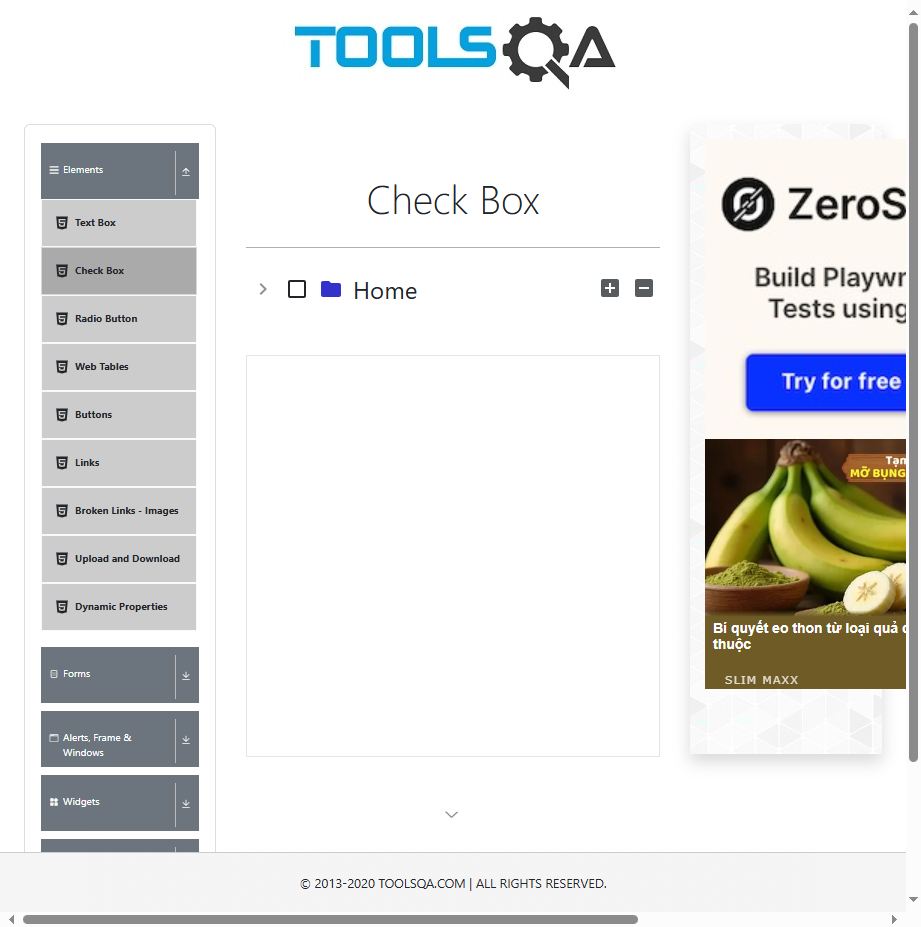 TOOLSQA
Elements
Text Box
Check Box
Radio Button
Web Tables
Buttons
Links
Broken Links - Images
Upload and Download
Dynamic Properties
Forms
Alerts, Frame &
Windows
Widgets
Check Box
Home
ZeroS
Build Playwr
Tests using
Try for free
Tạm
MỠ BỤNG
Bí quyết eo thon từ loại quả
thuộc
SLIM MAXX
© 2013-2020 TOOLSQA.COM | ALL RIGHTS RESERVED.